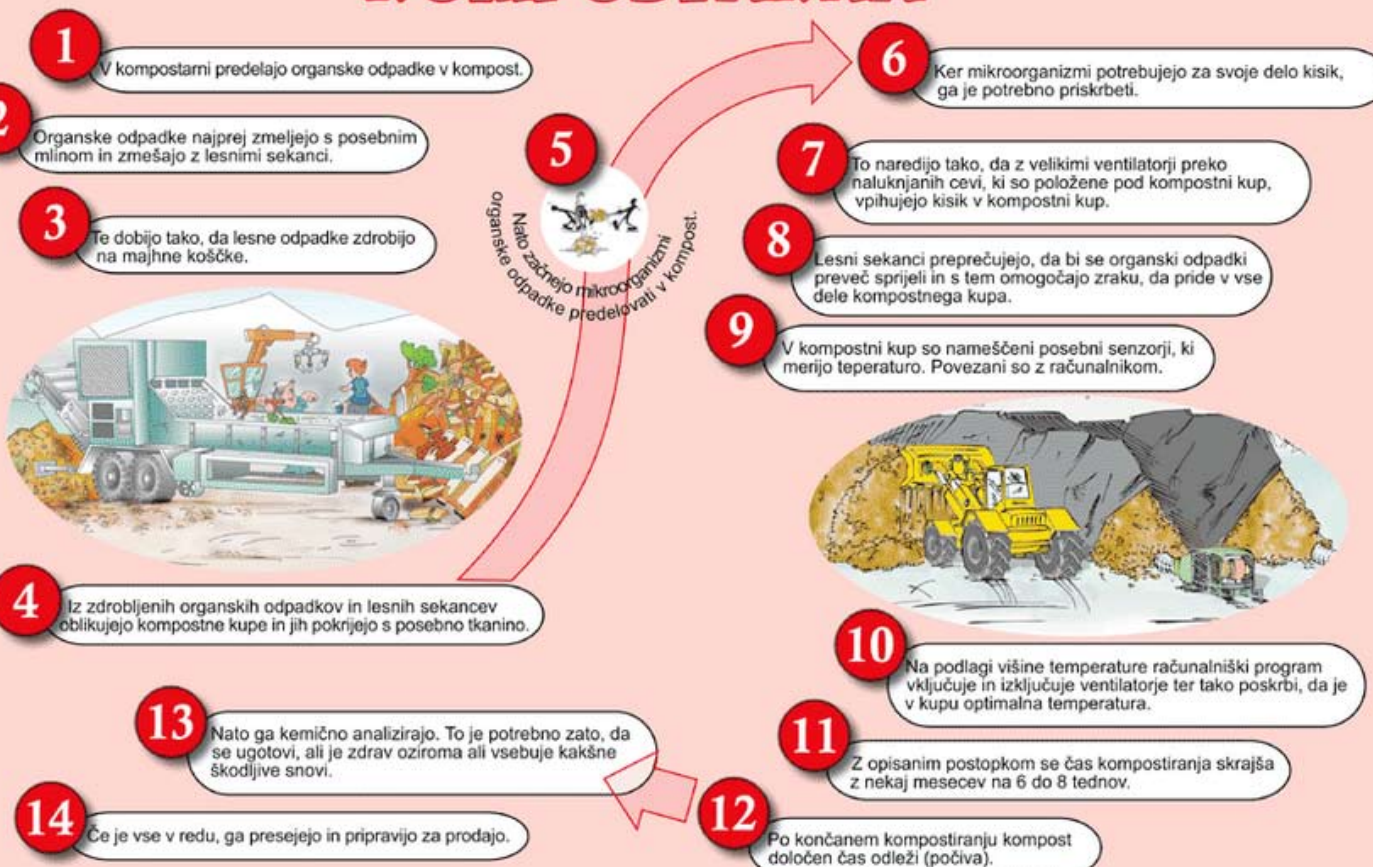 1
V kompostarni predelajo organske odpadke v kompost.
2
Organske odpadke najprej zmeljejo s posebnim
mlinom in zmešajo z lesnimi sekanci.
3
Te dobijo tako, da lesne odpadke zdrobijo
na majhne koščke.
4
Iz zdrobljenih organskih odpadkov in lesnih sekancev
oblikujejo kompostne kupe in jih pokrijejo s posebno tkanino.
5
Nato začnejo mikroorganizmi
organske odpadke predelovati v kompost.
6
Ker mikroorganizmi potrebujejo za svoje delo kisik,
ga je potrebno priskrbeti.
7
To naredijo tako, da z velikimi ventilatorji preko
naluknjanih cevi, ki so položene pod kompostni kup,
vpihujejo kisik v kompostni kup.
8
Lesni sekanci preprečujejo, da bi se organski odpadki
preveč sprijeli in s tem omogočajo zraku, da pride v vse
dele kompostnega kupa.
9
V kompostni kup so nameščeni posebni senzorji, ki
merijo teperaturo. Povezani so z računalnikom.
10
Na podlagi višine temperature računalniški program
vključuje in izključuje ventilatorje ter tako poskrbi, da je
v kupu optimalna temperatura.
11
Z opisanim postopkom se čas kompostiranja skrajša
z nekaj mesecev na 6 do 8 tednov.
12
Po končanem kompostiranju kompost
določen čas odleži (počiva).
13
Nato ga kemično analizirajo. To je potrebno zato, da
se ugotovi, ali je zdrav oziroma ali vsebuje kakšne
škodljive snovi.
14
Če je vse v redu, ga presejejo in pripravijo za prodajo.